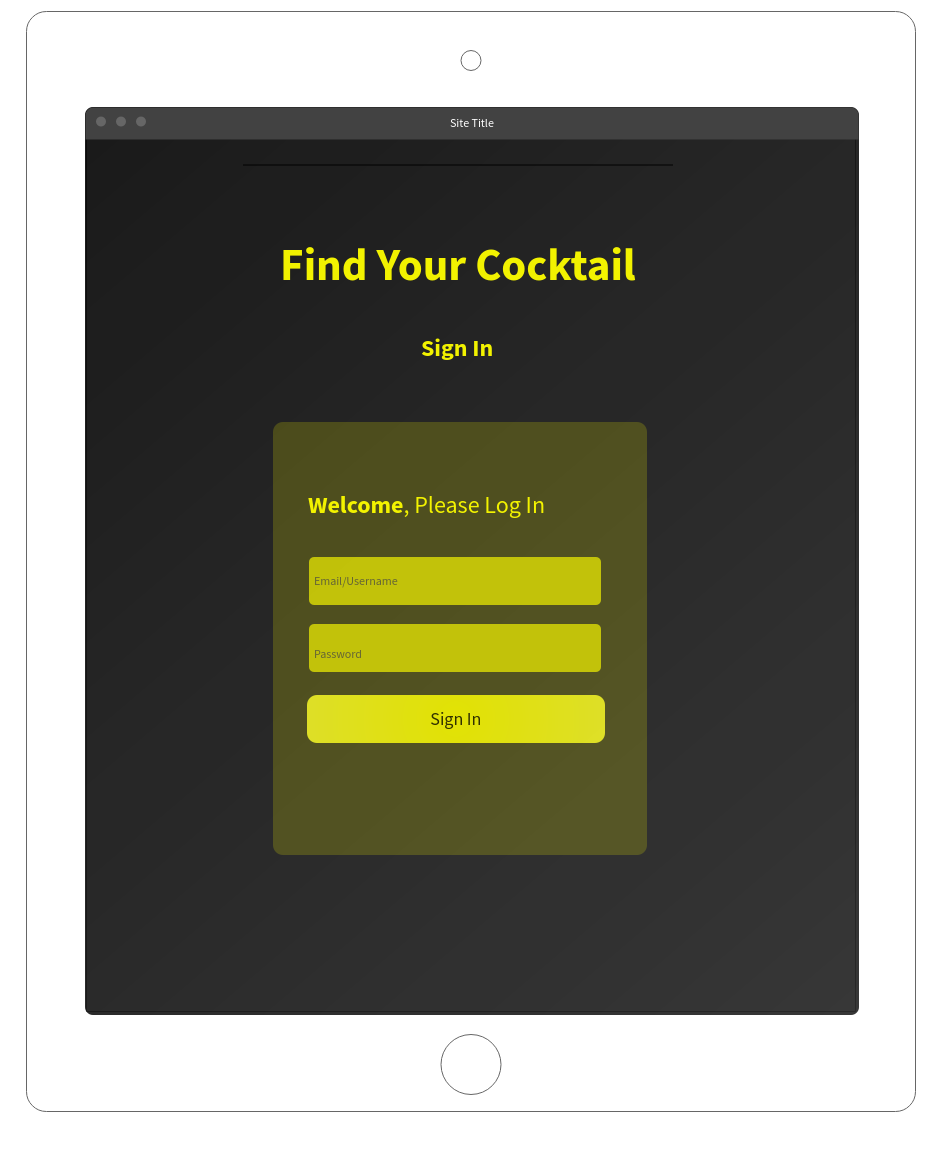 Site Title
Find Your Cocktail
Sign In
Welcome, Please Log In
Email/Username
Password
Sign In